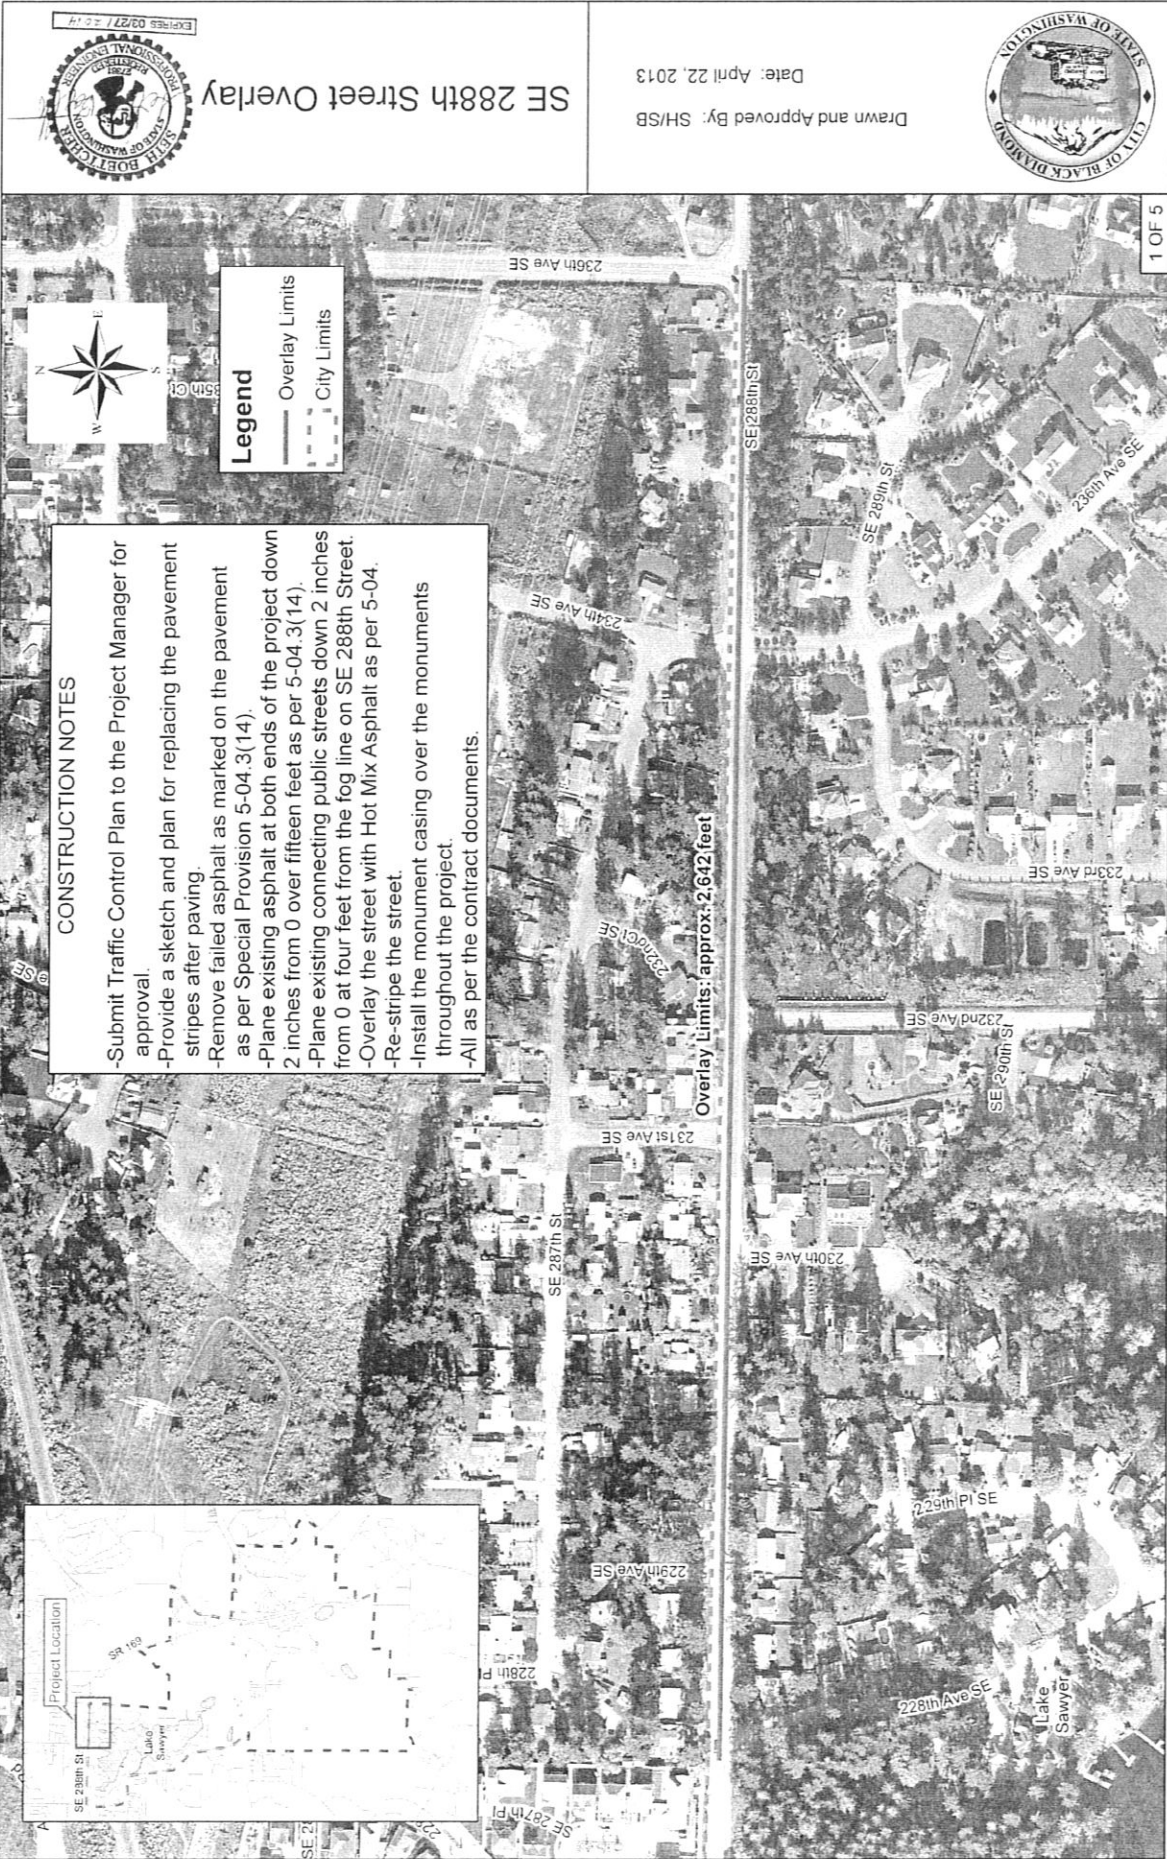 CONSTRUCTION NOTES
-Submit Traffic Control Plan to the Project Manager for
approval.
-Provide a sketch and plan for replacing the pavement
stripes after paving.
-Remove failed asphalt as marked on the pavement
as per Special Provision 5-04.3(14).
-Plane existing asphalt at both ends of the project down
2 inches from 0 over fifteen feet as per 5-04.3(14).
-Plane existing connecting public streets down 2 inches
from 0 at four feet from the fog line on SE 288th Street.
-Overlay the street with Hot Mix Asphalt as per 5-04.
-Re-stripe the street.
-Install the monument casing over the monuments
throughout the project.
-All as per the contract documents.
N
W
E
S
Legend
Overlay Limits
City Limits
Project Location
SE 288th St
SR 169
Lake
Sawyer
35th Ct
236th Ave SE
234th Ave SE
232nd Ct SE
231st Ave SE
SE 287th St
229th Ave SE
228th Pl
SE 287th Pl
Overlay Limits: approx. 2,642 feet
SE 288th St
SE 289th St
236th Ave SE
233rd Ave SE
232nd Ave SE
SE 290th St
230th Ave SE
229th Pl SE
228th Ave SE
Lake
Sawyer
SETH BOETTCHER
STATE OF WASHINGTON
27361
REGISTERED
PROFESSIONAL ENGINEER
EXPIRES 03/27/2014
SE 288th Street Overlay
Drawn and Approved By: SH/SB
Date: April 22, 2013
CITY OF BLACK DIAMOND
STATE OF WASHINGTON
1 OF 5